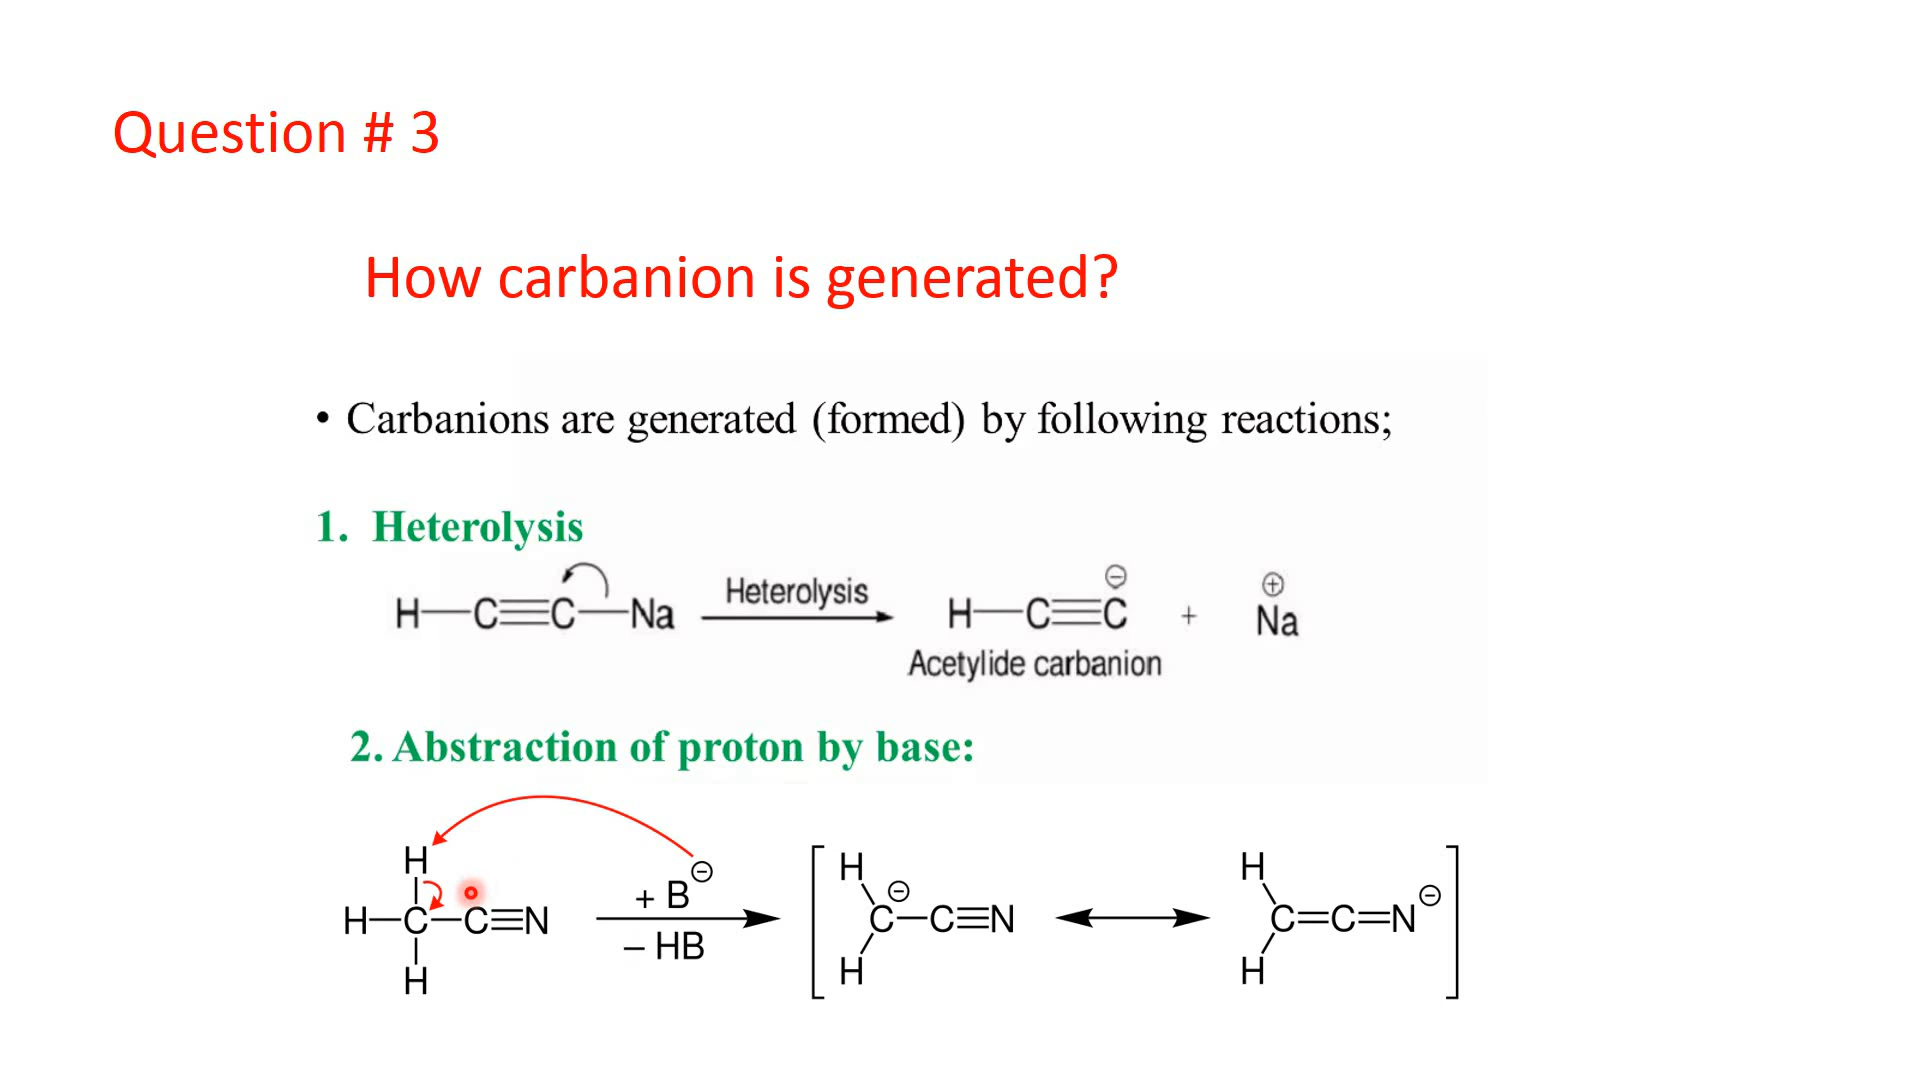 Question # 3
How carbanion is generated?
• Carbanions are generated (formed) by following reactions;
1. Heterolysis
H—C≡C—Na Heterolysis H—C≡C⊖ + Na⊕
Acetylide carbanion
2. Abstraction of proton by base:
H H H
H—C—C≡N + B⊖ C⊖—C≡N C=C=N⊖
– HB
H H H